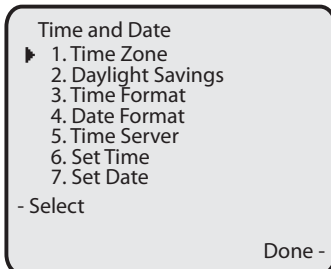 Time and Date
1. Time Zone
2. Daylight Savings
3. Time Format
4. Date Format
5. Time Server
6. Set Time
7. Set Date
- Select
Done -